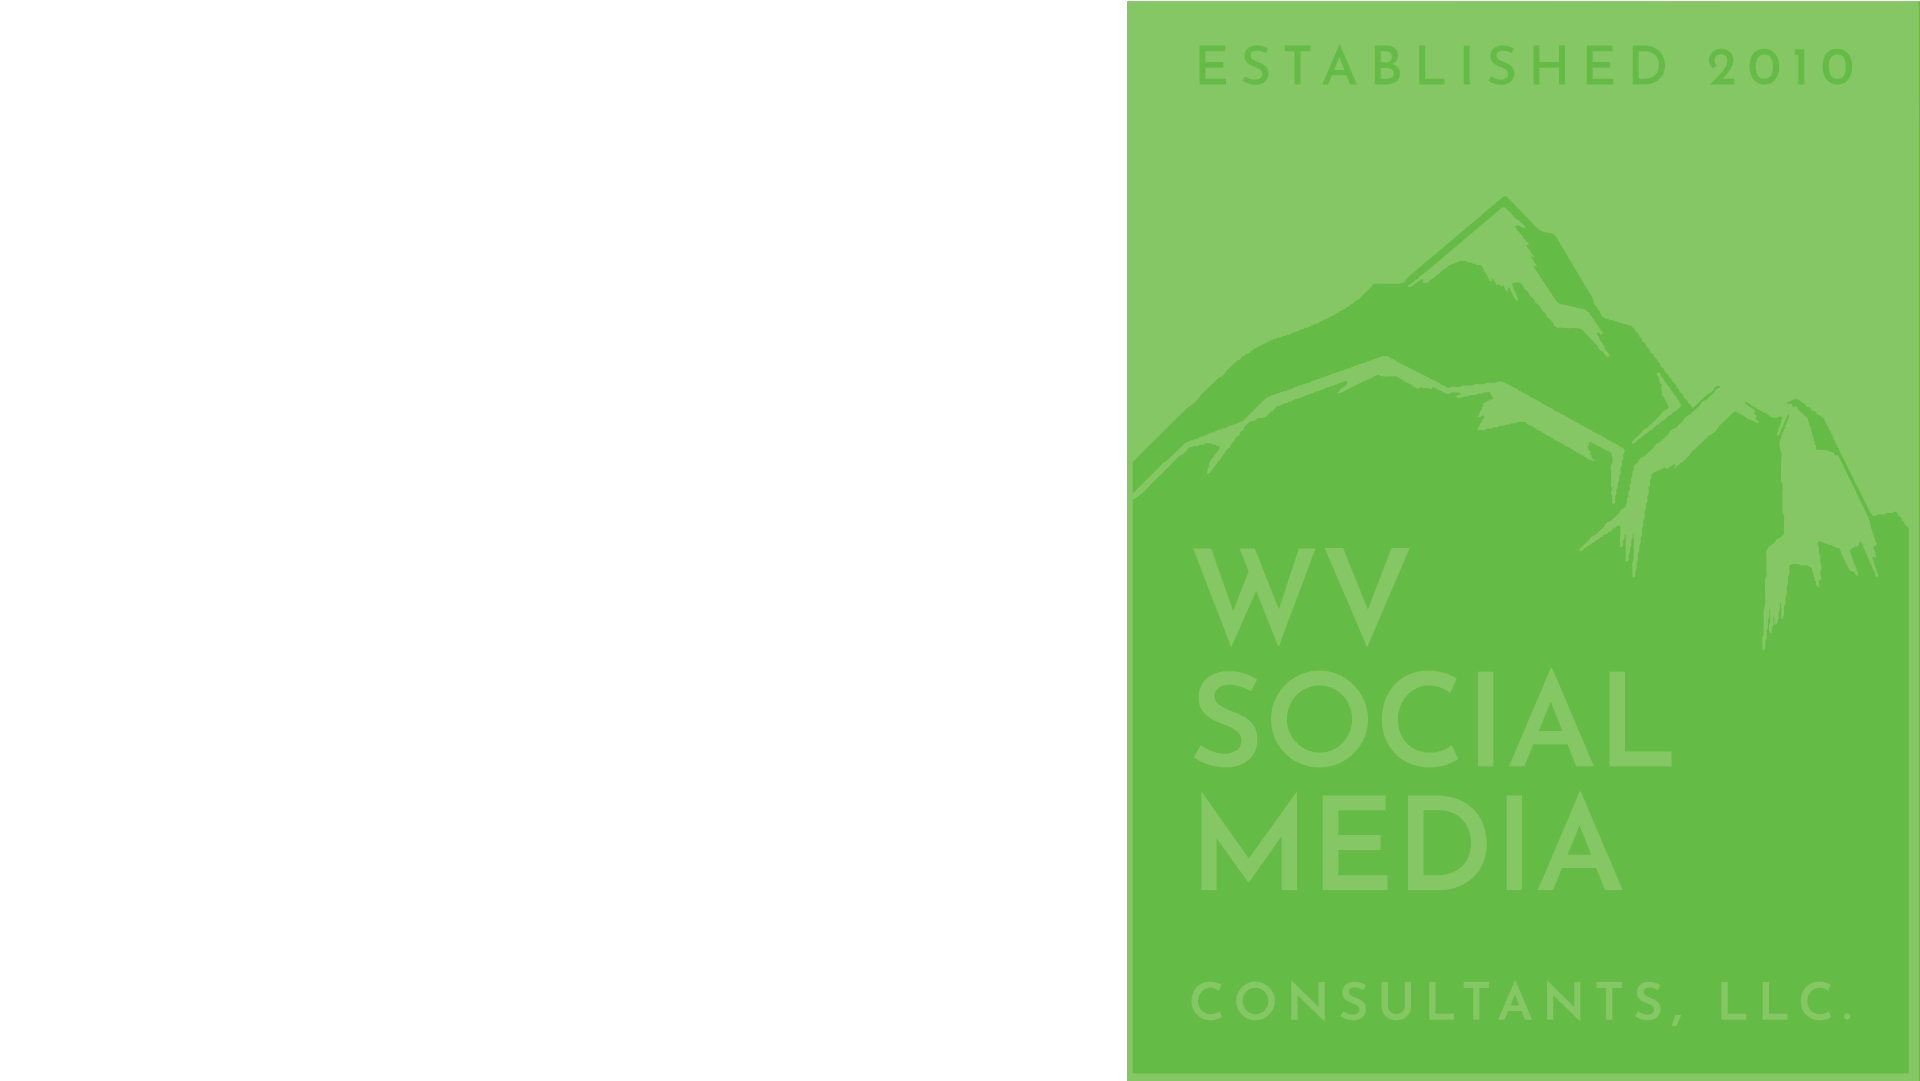 ESTABLISHED 2010
WV
SOCIAL
MEDIA
CONSULTANTS, LLC.